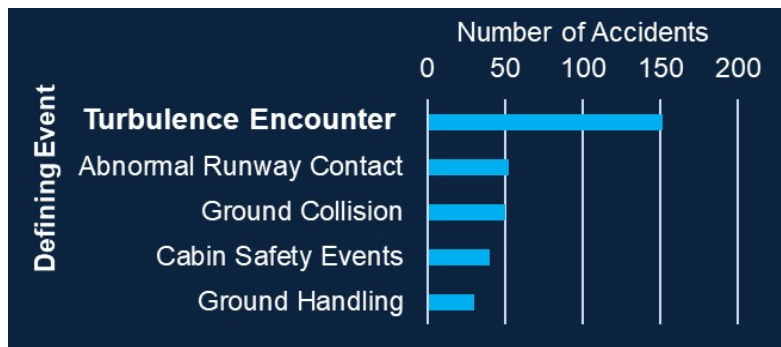 Number of Accidents
0 50 100 150 200
Defining Event
Turbulence Encounter
Abnormal Runway Contact
Ground Collision
Cabin Safety Events
Ground Handling